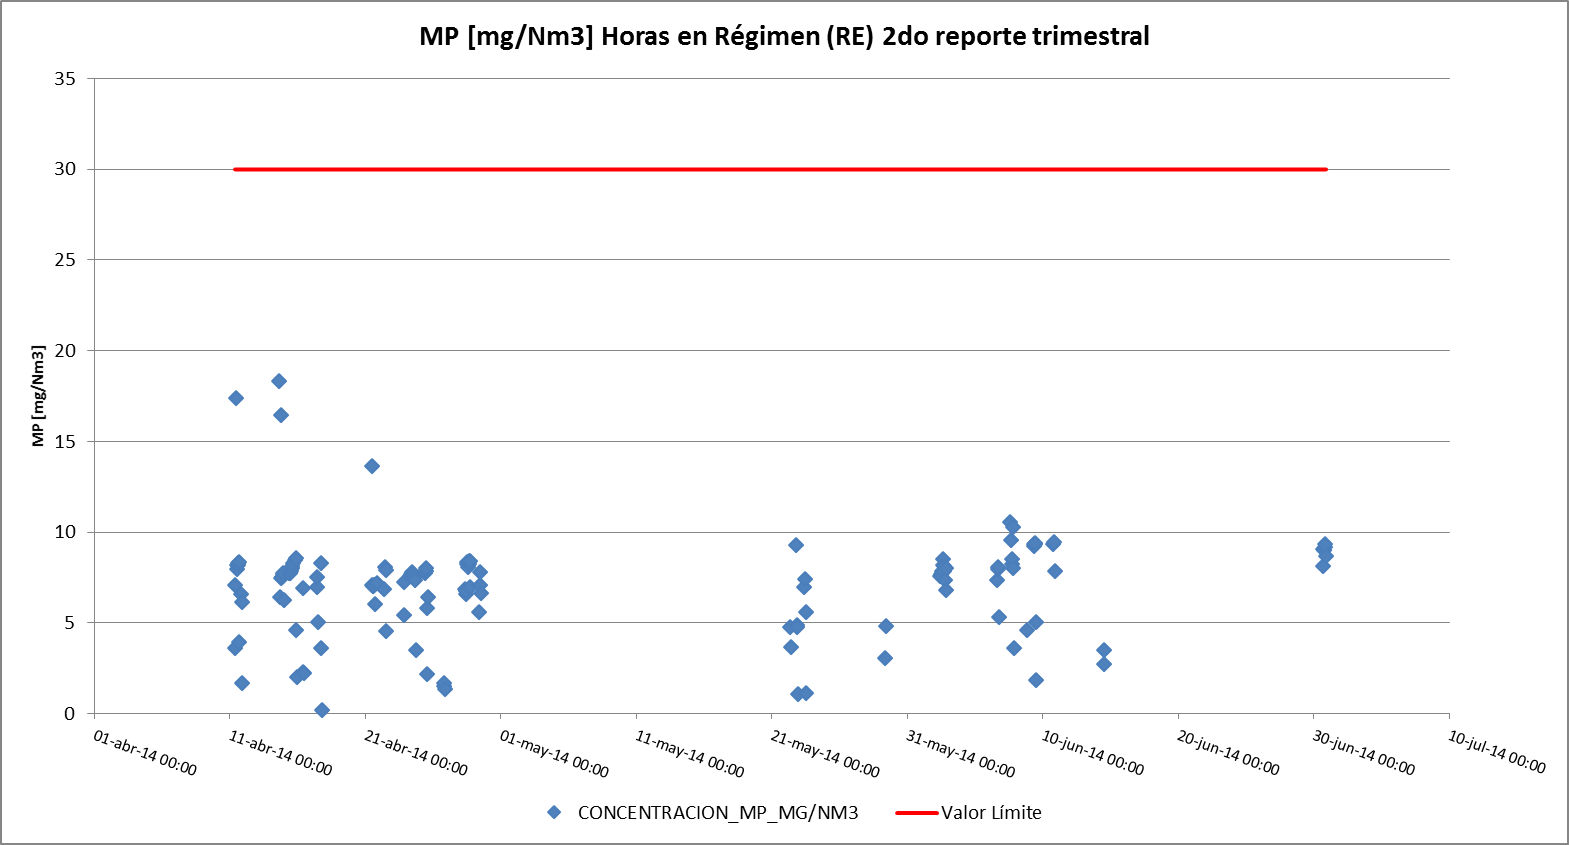 MP [mg/Nm3] Horas en Régimen (RE) 2do reporte trimestral
35
30
25
20
15
10
5
0
MP [mg/Nm3]
01-abr-14 00:00
11-abr-14 00:00
21-abr-14 00:00
01-may-14 00:00
11-may-14 00:00
21-may-14 00:00
31-may-14 00:00
10-jun-14 00:00
20-jun-14 00:00
30-jun-14 00:00
10-jul-14 00:00
CONCENTRACION_MP_MG/NM3
Valor Límite